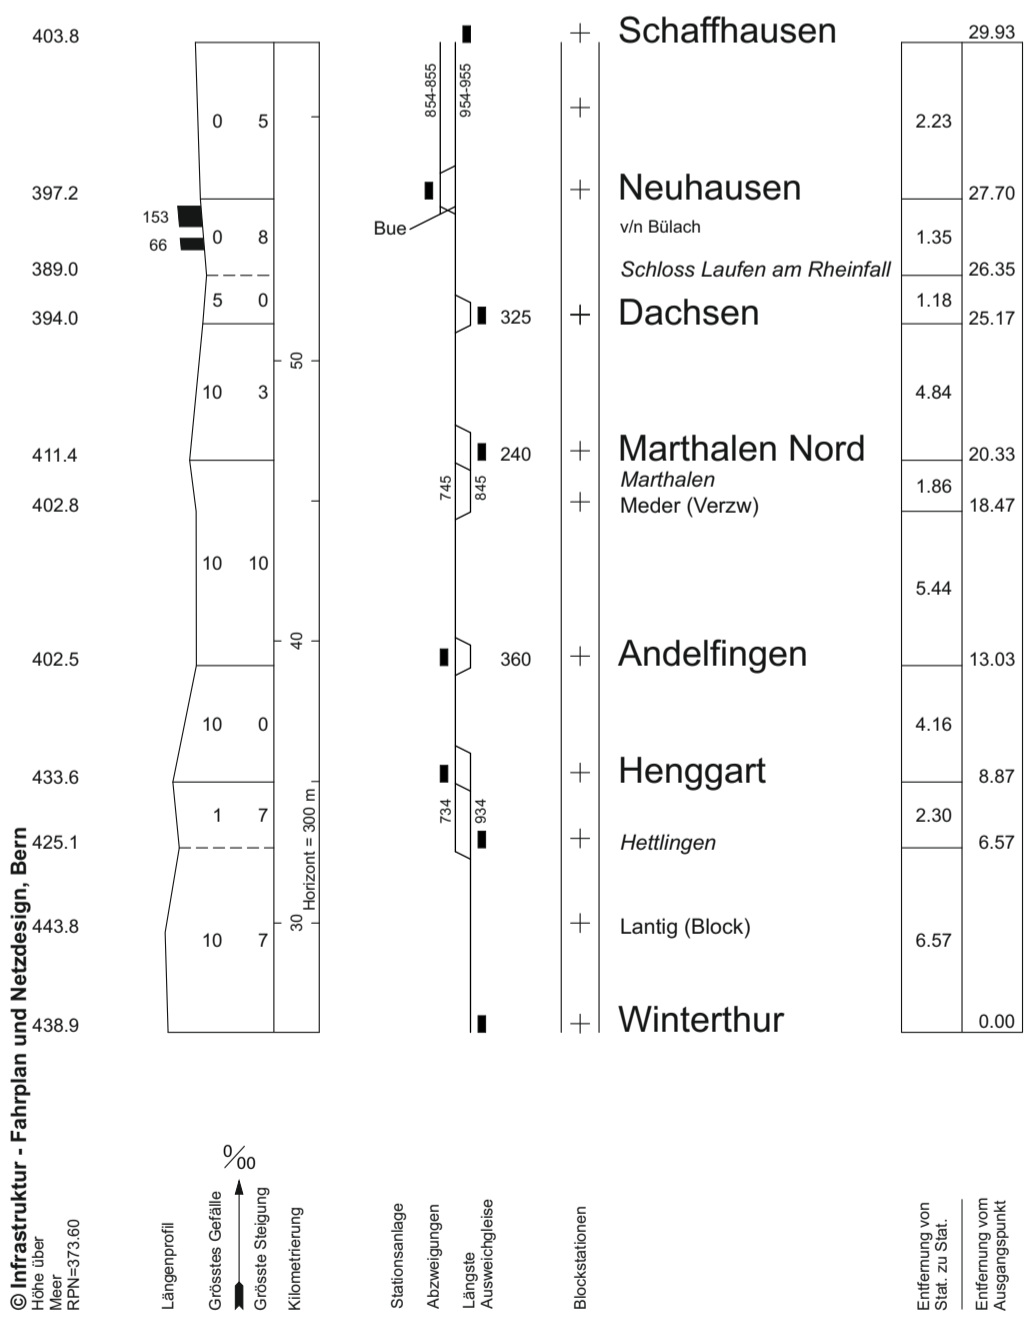 403.8 Schaffhausen 29.93
854-855 954-955
0 5 2.23
397.2 Neuhausen 27.70
153
Bue v/n Bülach
66 0 8 1.35
389.0 Schloss Laufen am Rheinfall 26.35
5 0 1.18
394.0 325 Dachsen 25.17
50
10 3 4.84
411.4 240 Marthalen Nord 20.33
745 845 Marthalen 1.86
402.8 Meder (Verzw) 18.47
10 10 5.44
40
402.5 360 Andelfingen 13.03
10 0 4.16
433.6 Henggart 8.87
1 7 734 934 2.30
425.1 Hettlingen 6.57
Horizont = 300 m
30
443.8 Lantig (Block)
10 7 6.57
438.9 Winterthur 0.00
0/00
© Infrastruktur - Fahrplan und Netzdesign, Bern
Höhe über
Meer
RPN=373.60
Längenprofil
Grösstes Gefälle
Grösste Steigung
Kilometrierung
Stationsanlage
Abzweigungen
Längste
Ausweichgleise
Blockstationen
Entfernung von
Stat. zu Stat.
Entfernung vom
Ausgangspunkt